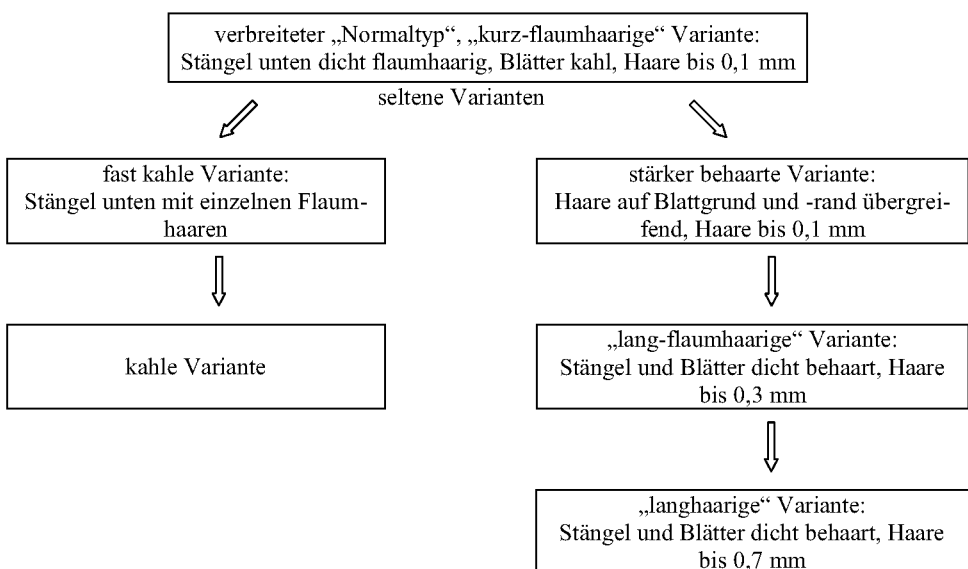 verbreiteter „Normaltyp“, „kurz-flaumhaarige“ Variante:
Stängel unten dicht flaumhaarig, Blätter kahl, Haare bis 0,1 mm
seltene Varianten
fast kahle Variante:
Stängel unten mit einzelnen Flaum-
haaren
stärker behaarte Variante:
Haare auf Blattgrund und -rand übergrei-
fend, Haare bis 0,1 mm
kahle Variante
„lang-flaumhaarige“ Variante:
Stängel und Blätter dicht behaart, Haare
bis 0,3 mm
„langhaarige“ Variante:
Stängel und Blätter dicht behaart, Haare
bis 0,7 mm